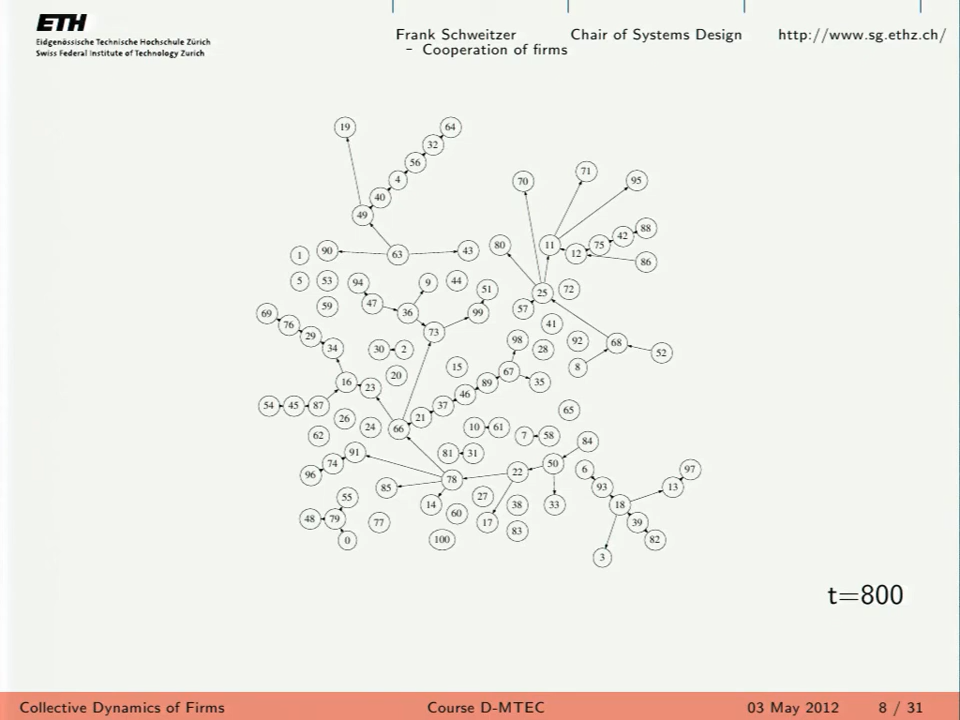 ETH
Eidgenössische Technische Hochschule Zürich
Swiss Federal Institute of Technology Zurich
Frank Schweitzer
– Cooperation of firms
Chair of Systems Design
http://www.sg.ethz.ch/
19 64
32
56
4
40
49
70 71 95
1 90 63 43 80 11 12 75 42 88
86
5 53 94 9 44 51 25 72
59 47 36 99 57
69 76 29 34 73 41
30 2 98 28 92 68 52
20 15 8
16 23 89 67 35
54 45 87 46
26 24 66 21 37 65
62 10 61 7 58 84
91 81 31
96 74 78 22 50 6 97
85 93 13
55 14 27 38 33 18
48 79 77 60 17 83 39
0 100 82
3
t=800
Collective Dynamics of Firms
Course D-MTEC
03 May 2012
8 / 31